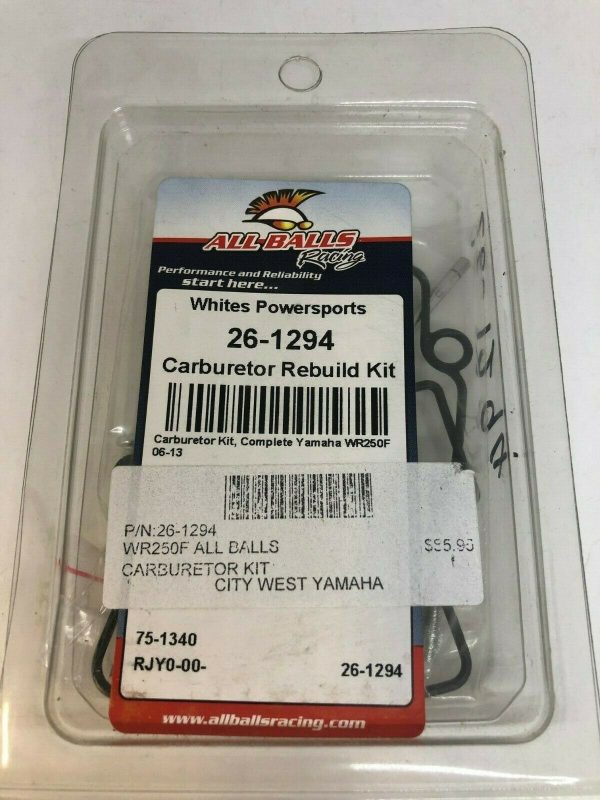 ALL BALLS
Racing
Performance and Reliability
start here...
Whites Powersports
26-1294
Carburetor Rebuild Kit
Carburetor Kit, Complete Yamaha WR250F
06-13
P/N:26-1294
WR250F ALL BALLS
CARBURETOR KIT
CITY WEST YAMAHA
75-1340
RJY0-00-
26-1294
www.allballsracing.com